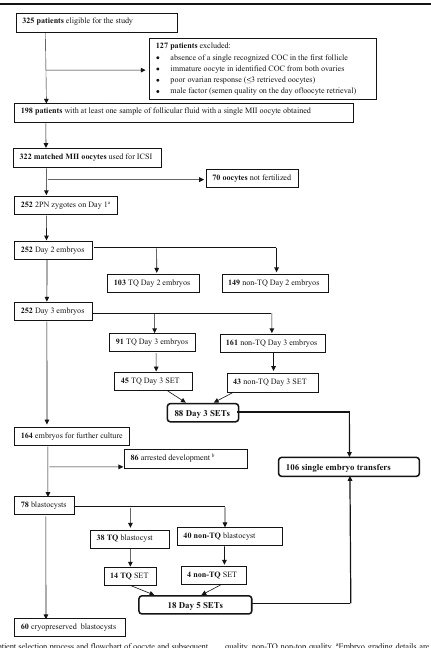 325 patients eligible for the study
127 patients excluded:
• absence of a single recognized COC in the first follicle
• immature oocyte in identified COC from both ovaries
• poor ovarian response (≤3 retrieved oocytes)
• male factor (semen quality on the day ofloocyte retrieval)
198 patients with at least one sample of follicular fluid with a single MII oocyte obtained
322 matched MII oocytes used for ICSI
70 oocytes not fertilized
252 2PN zygotes on Day 1ᵃ
252 Day 2 embryos
103 TQ Day 2 embryos
149 non-TQ Day 2 embryos
252 Day 3 embryos
91 TQ Day 3 embryos
161 non-TQ Day 3 embryos
45 TQ Day 3 SET
43 non-TQ Day 3 SET
88 Day 3 SETs
164 embryos for further culture
86 arrested development ᵇ
106 single embryo transfers
78 blastocysts
38 TQ blastocyst
40 non-TQ blastocyst
14 TQ SET
4 non-TQ SET
18 Day 5 SETs
60 cryopreserved blastocysts
atient selection process and flowchart of oocyte and subsequent
quality, non-TQ non-top quality. ᵃEmbryo grading details are